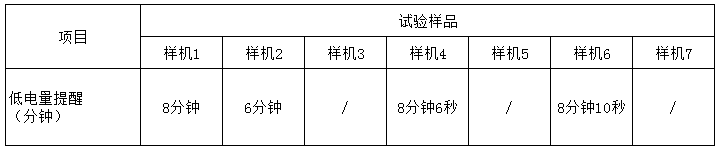 项目
试验样品
样机1 样机2 样机3 样机4 样机5 样机6 样机7
低电量提醒
（分钟） 8分钟 6分钟 / 8分钟6秒 / 8分钟10秒 /